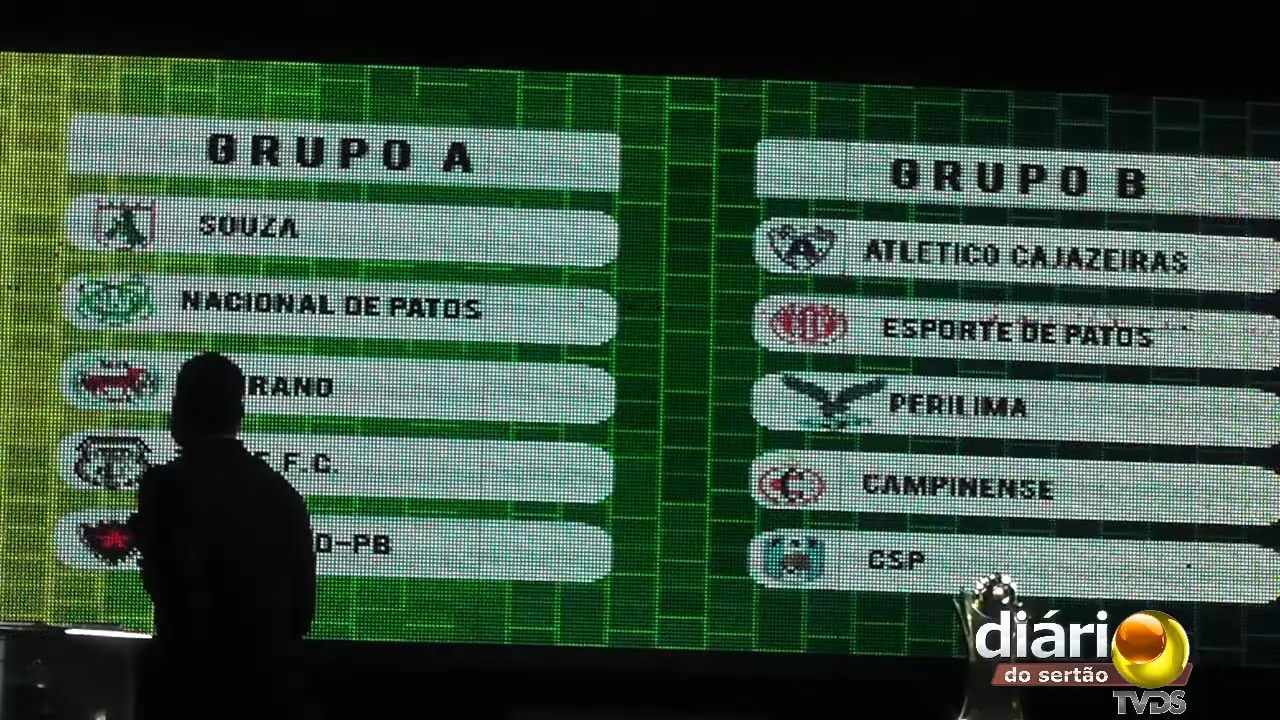 GRUPO A
SOUZA
NACIONAL DE PATOS
RANO
F.C.
O-PB
GRUPO B
ATLETICO CAJAZEIRAS
ESPORTE DE PATOS
PERILIMA
CAMPINENSE
CSP
diário
do sertão
TVDS